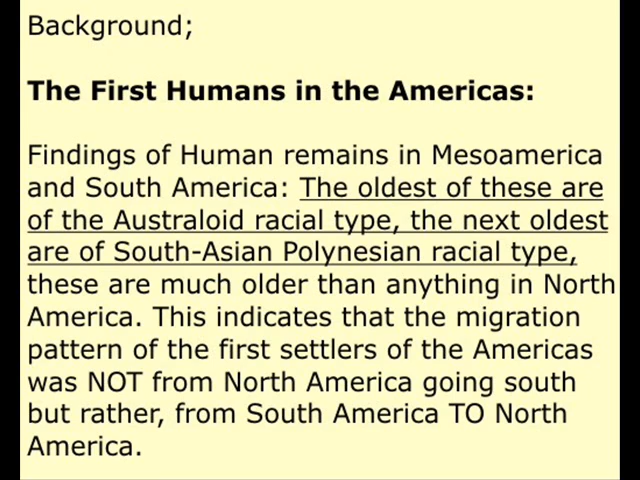 Background;
The First Humans in the Americas:
Findings of Human remains in Mesoamerica
and South America: The oldest of these are
of the Australoid racial type, the next oldest
are of South-Asian Polynesian racial type,
these are much older than anything in North
America. This indicates that the migration
pattern of the first settlers of the Americas
was NOT from North America going south
but rather, from South America TO North
America.